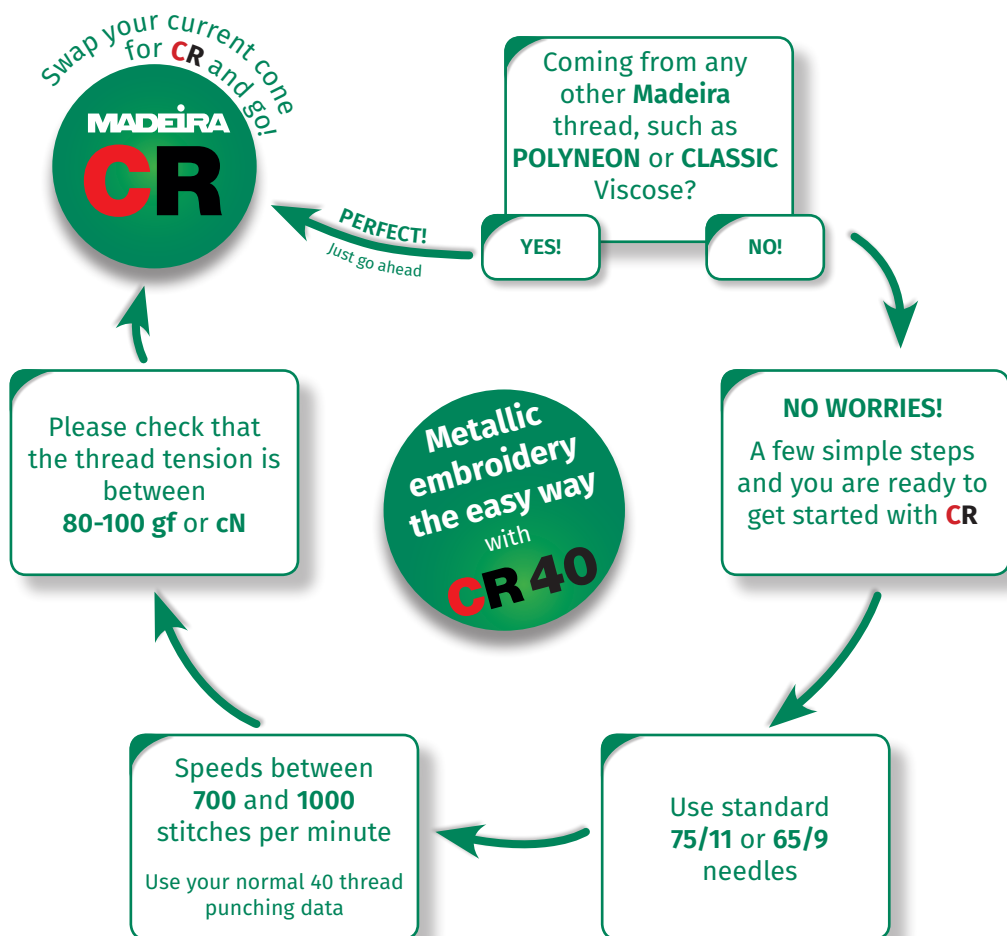 Swap your current cone
for CR and go!
MADEIRA
CR
Coming from any
other Madeira
thread, such as
POLYNEON or CLASSIC
Viscose?
YES!
NO!
PERFECT!
Just go ahead
NO WORRIES!
A few simple steps
and you are ready to
get started with CR
Use standard
75/11 or 65/9
needles
Speeds between
700 and 1000
stitches per minute
Use your normal 40 thread
punching data
Please check that
the thread tension is
between
80-100 gf or cN
Metallic
embroidery
the easy way
with
CR 40